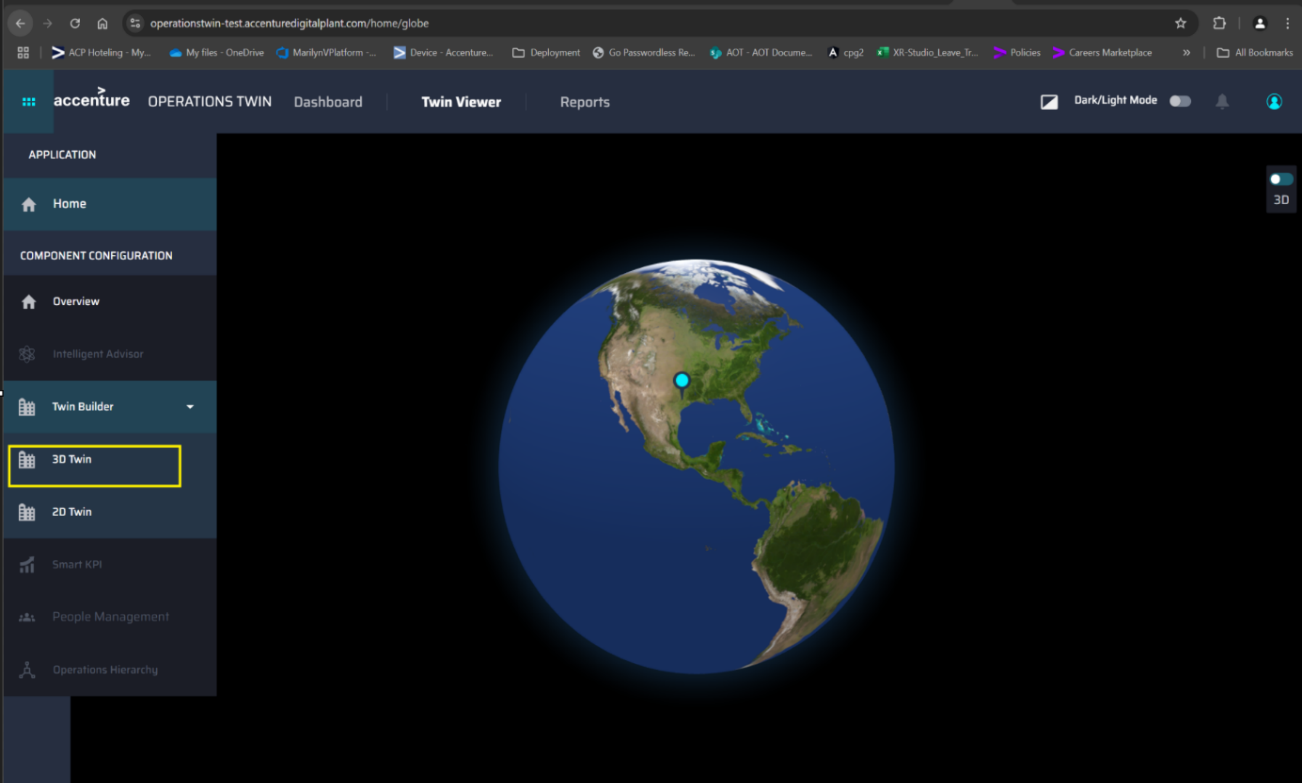 operationstwin-test.accenturedigitalplant.com/home/globe
ACP Hoteling - My... My files - OneDrive MarilynVPlatform -... Device - Accenture... Deployment Go Passwordless Re... AOT - AOT Docume... cpg2 XR-Studio_Leave_Tr... Policies Careers Marketplace » All Bookmarks
accenture OPERATIONS TWIN Dashboard Twin Viewer Reports Dark/Light Mode
APPLICATION
3D
Home
COMPONENT CONFIGURATION
Overview
Intelligent Advisor
Twin Builder
3D Twin
2D Twin
Smart KPI
People Management
Operations Hierarchy